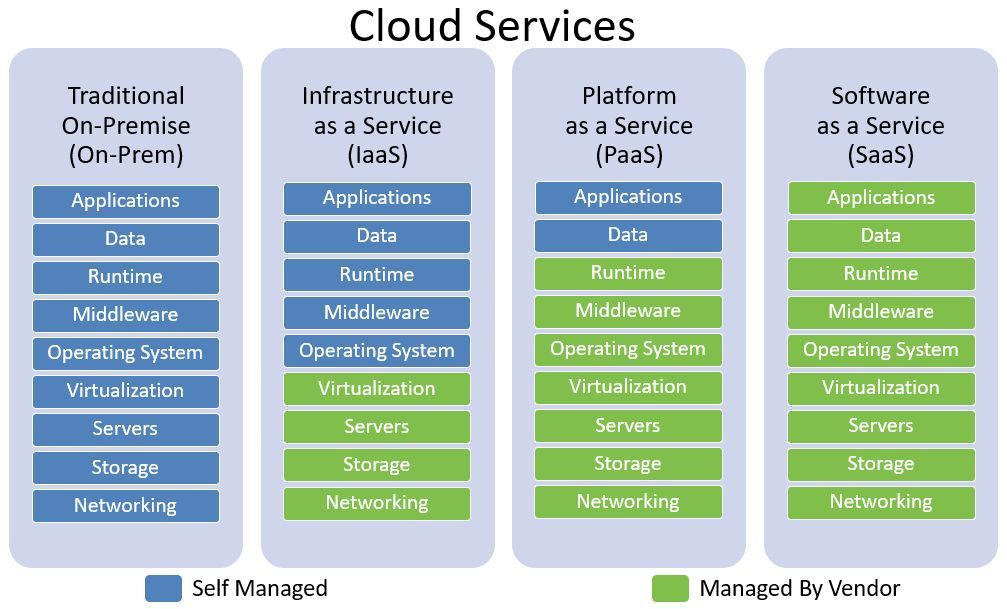 Cloud Services
Traditional
On-Premise
(On-Prem)
Applications
Data
Runtime
Middleware
Operating System
Virtualization
Servers
Storage
Networking
Infrastructure
as a Service
(IaaS)
Applications
Data
Runtime
Middleware
Operating System
Virtualization
Servers
Storage
Networking
Platform
as a Service
(PaaS)
Applications
Data
Runtime
Middleware
Operating System
Virtualization
Servers
Storage
Networking
Software
as a Service
(SaaS)
Applications
Data
Runtime
Middleware
Operating System
Virtualization
Servers
Storage
Networking
Self Managed
Managed By Vendor